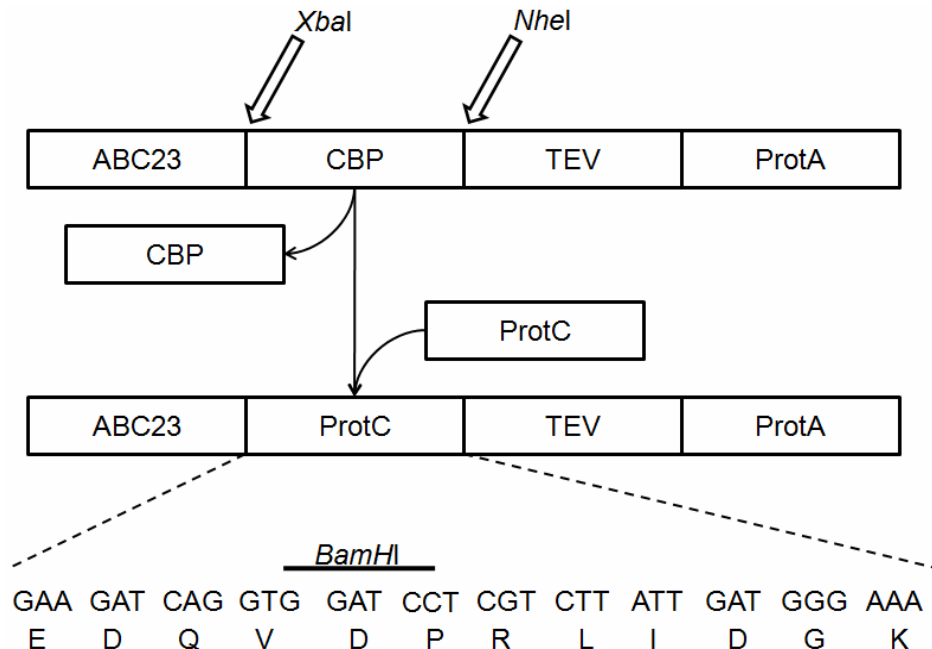 XbaI NheI
ABC23 CBP TEV ProtA
CBP
ProtC
ABC23 ProtC TEV ProtA
BamHI
GAA GAT CAG GTG GAT CCT CGT CTT ATT GAT GGG AAA
E D Q V D P R L I D G K